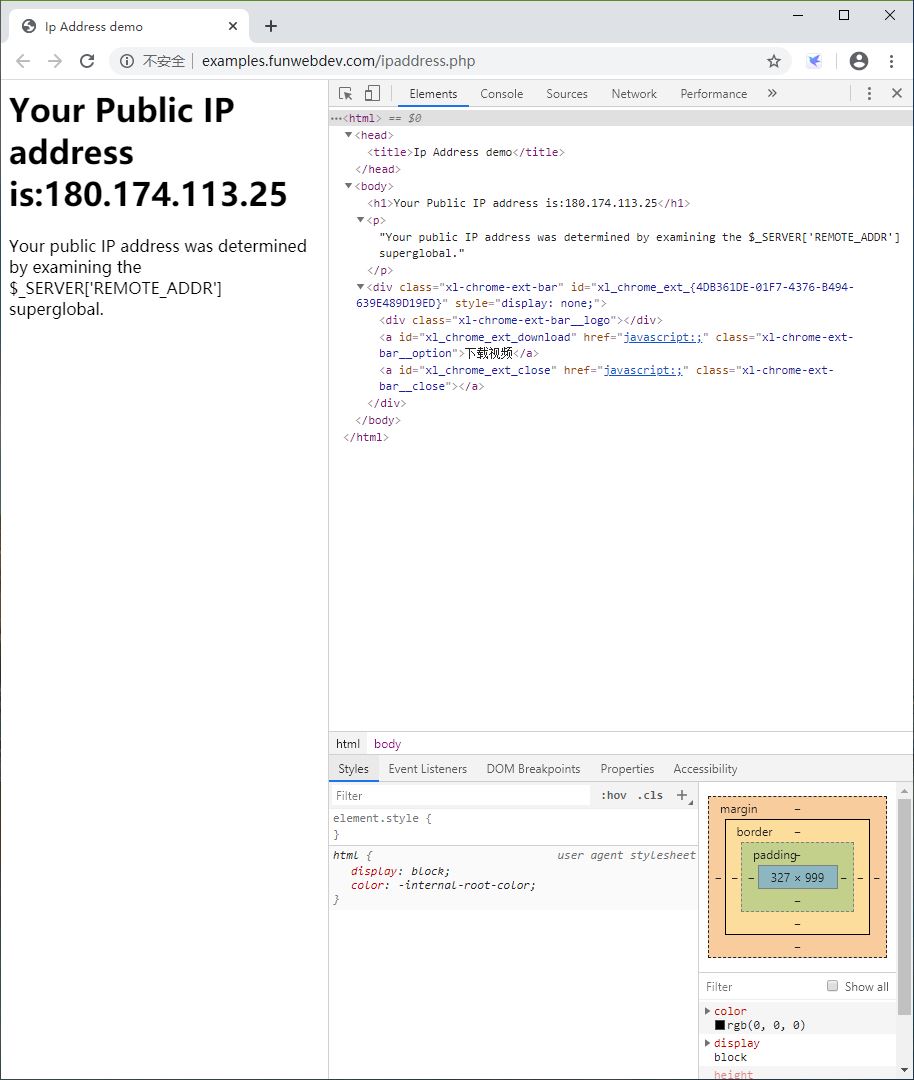 Ip Address demo
不安全 examples.funwebdev.com/ipaddress.php
Your Public IP
address
is:180.174.113.25
Your public IP address was determined
by examining the
$_SERVER['REMOTE_ADDR']
superglobal.
Elements Console Sources Network Performance »
…<html> == $0
<head>
<title>Ip Address demo</title>
</head>
<body>
<h1>Your Public IP address is:180.174.113.25</h1>
<p>
"Your public IP address was determined by examining the $_SERVER['REMOTE_ADDR']
superglobal."
</p>
<div class="xl-chrome-ext-bar" id="xl_chrome_ext_{4DB361DE-01F7-4376-B494-
639E489D19ED}" style="display: none;">
<div class="xl-chrome-ext-bar__logo"></div>
<a id="xl_chrome_ext_download" href="javascript:;" class="xl-chrome-ext-
bar__option">下载视频</a>
<a id="xl_chrome_ext_close" href="javascript:;" class="xl-chrome-ext-
bar__close"></a>
</div>
</body>
</html>
html body
Styles Event Listeners DOM Breakpoints Properties Accessibility
Filter :hov .cls +
element.style {
}
html { user agent stylesheet
display: block;
color: -internal-root-color;
}
margin –
border –
padding –
– – – 327 × 999 – – –
–
–
–
Filter Show all
color
rgb(0, 0, 0)
display
block
height